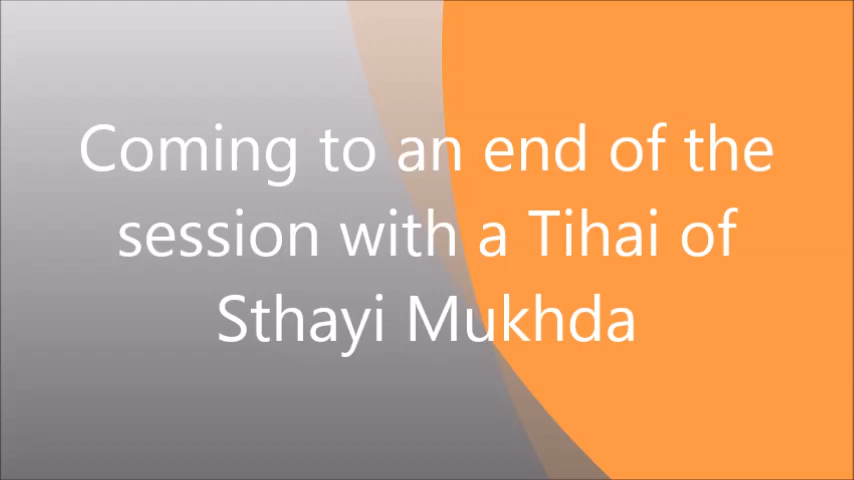 Coming to an end of the
session with a Tihai of
Sthayi Mukhda